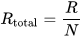 R_total = R/N